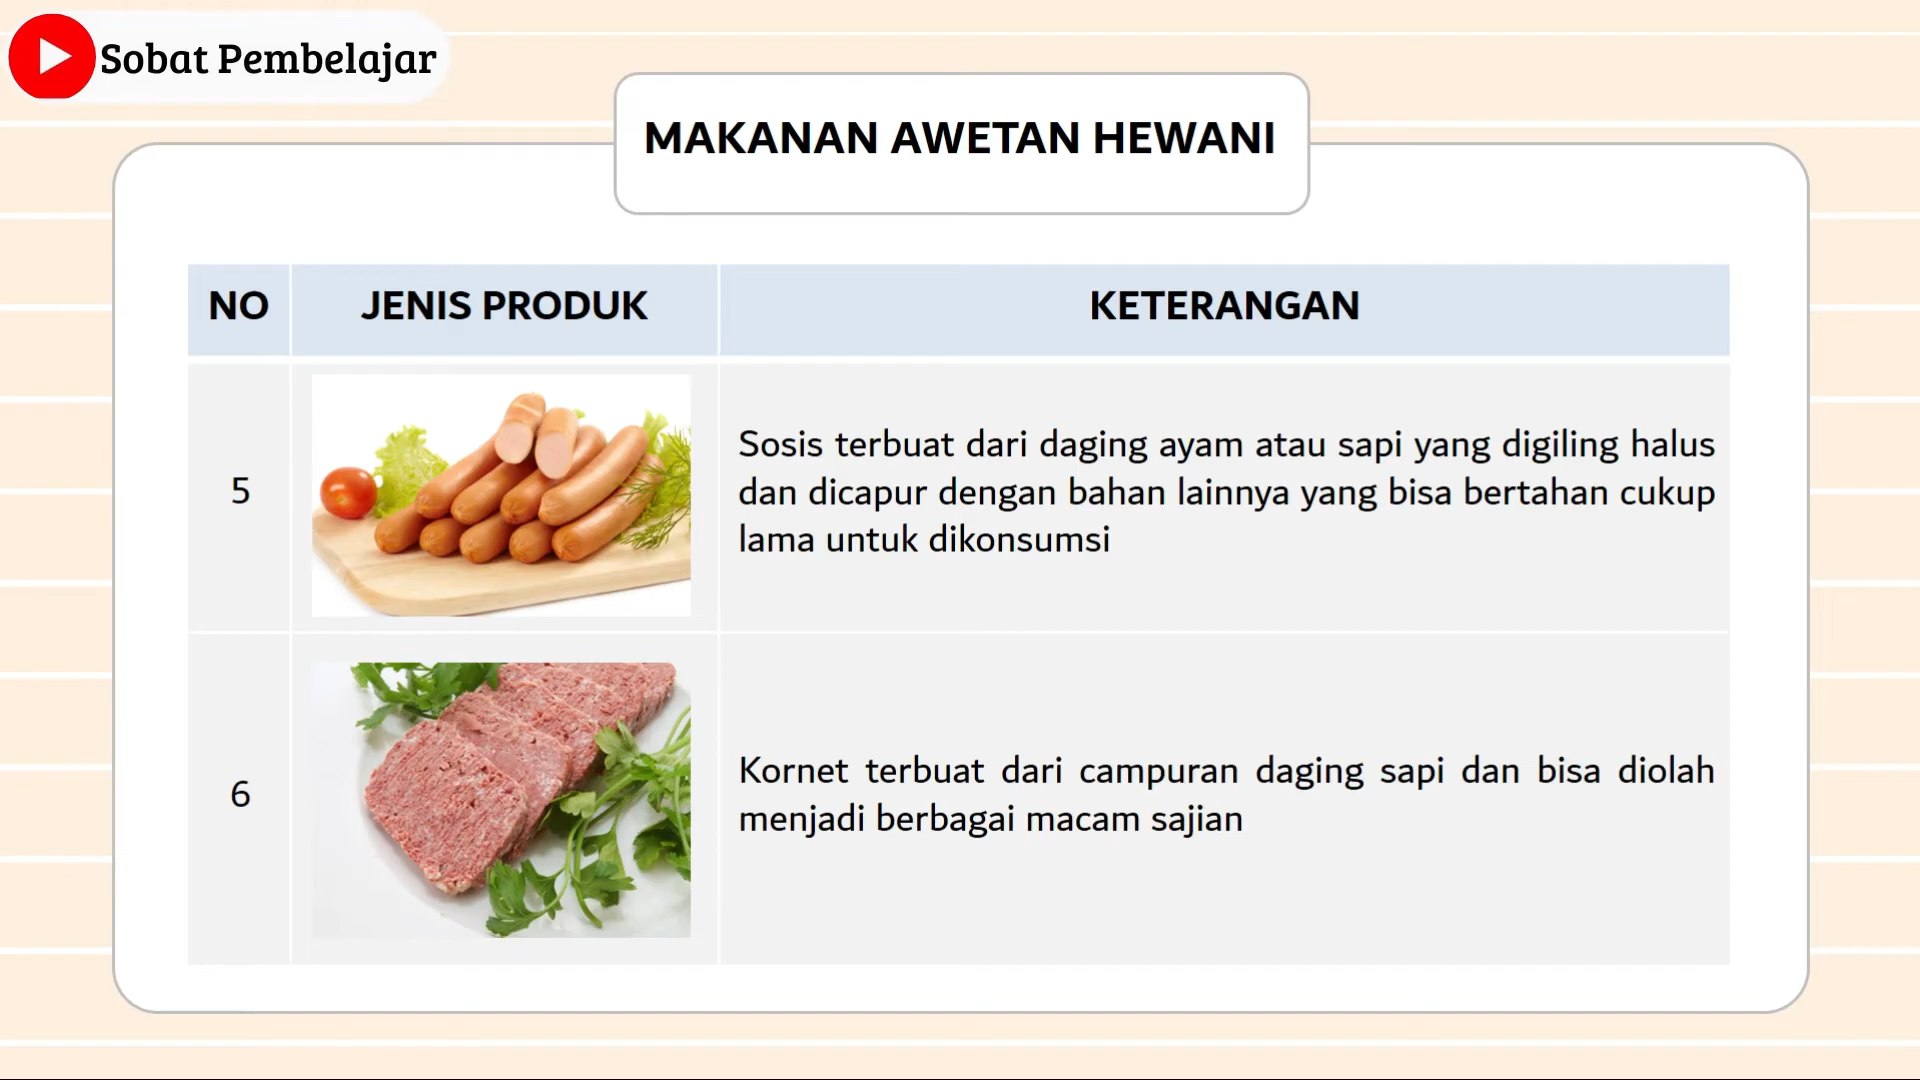 Sobat Pembelajar
MAKANAN AWETAN HEWANI
NO JENIS PRODUK KETERANGAN
5
Sosis terbuat dari daging ayam atau sapi yang digiling halus
dan dicapur dengan bahan lainnya yang bisa bertahan cukup
lama untuk dikonsumsi
6
Kornet terbuat dari campuran daging sapi dan bisa diolah
menjadi berbagai macam sajian